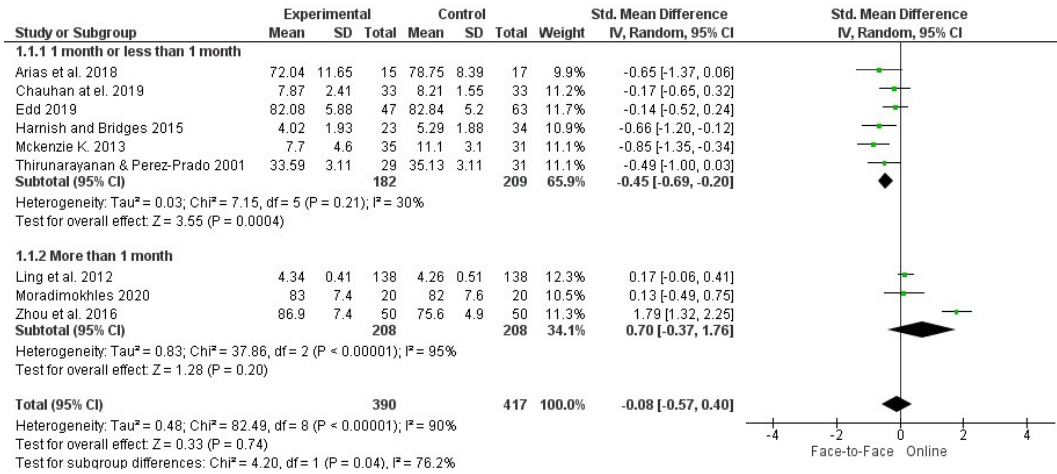 Experimental Control Std. Mean Difference Std. Mean Difference
Study or Subgroup Mean SD Total Mean SD Total Weight IV, Random, 95% CI IV, Random, 95% CI
1.1.1 1 month or less than 1 month
Arias et al. 2018 72.04 11.65 15 78.75 8.39 17 9.9% -0.65 [-1.37, 0.06]
Chauhan at el. 2019 7.87 2.41 33 8.21 1.55 33 11.2% -0.17 [-0.65, 0.32]
Edd 2019 82.08 5.88 47 82.84 5.2 63 11.7% -0.14 [-0.52, 0.24]
Harnish and Bridges 2015 4.02 1.93 23 5.29 1.88 34 10.9% -0.66 [-1.20, -0.12]
Mckenzie K. 2013 7.7 4.6 35 11.1 3.1 31 11.1% -0.85 [-1.35, -0.34]
Thirunarayanan & Perez-Prado 2001 33.59 3.11 29 35.13 3.11 31 11.1% -0.49 [-1.00, 0.03]
Subtotal (95% CI) 182 209 65.9% -0.45 [-0.69, -0.20]
Heterogeneity: Tau² = 0.03; Chi² = 7.15, df = 5 (P = 0.21); I² = 30%
Test for overall effect: Z = 3.55 (P = 0.0004)
1.1.2 More than 1 month
Ling et al. 2012 4.34 0.41 138 4.26 0.51 138 12.3% 0.17 [-0.06, 0.41]
Moradimokhles 2020 83 7.4 20 82 7.6 20 10.5% 0.13 [-0.49, 0.75]
Zhou et al. 2016 86.9 7.4 50 75.6 4.9 50 11.3% 1.79 [1.32, 2.25]
Subtotal (95% CI) 208 208 34.1% 0.70 [-0.37, 1.76]
Heterogeneity: Tau² = 0.83; Chi² = 37.86, df = 2 (P < 0.00001); I² = 95%
Test for overall effect: Z = 1.28 (P = 0.20)
Total (95% CI) 390 417 100.0% -0.08 [-0.57, 0.40]
Heterogeneity: Tau² = 0.48; Chi² = 82.49, df = 8 (P < 0.00001); I² = 90%
Test for overall effect: Z = 0.33 (P = 0.74)
Test for subgroup differences: Chi² = 4.20, df = 1 (P = 0.04), I² = 76.2%
-4 -2 0 2 4
Face-to-Face Online